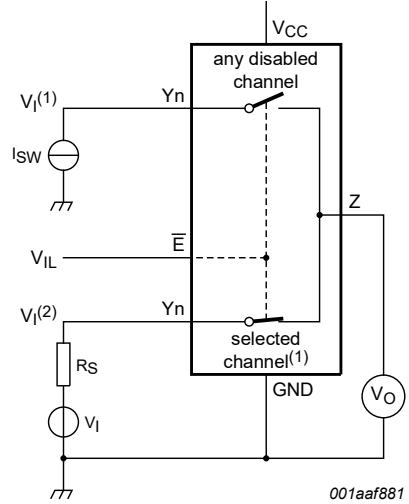 VCC
any disabled
channel
VI(1)
Yn
ISW
Z
E
VIL
VI(2)
Yn
selected
channel(1)
RS
GND
VO
VI
001aaf881